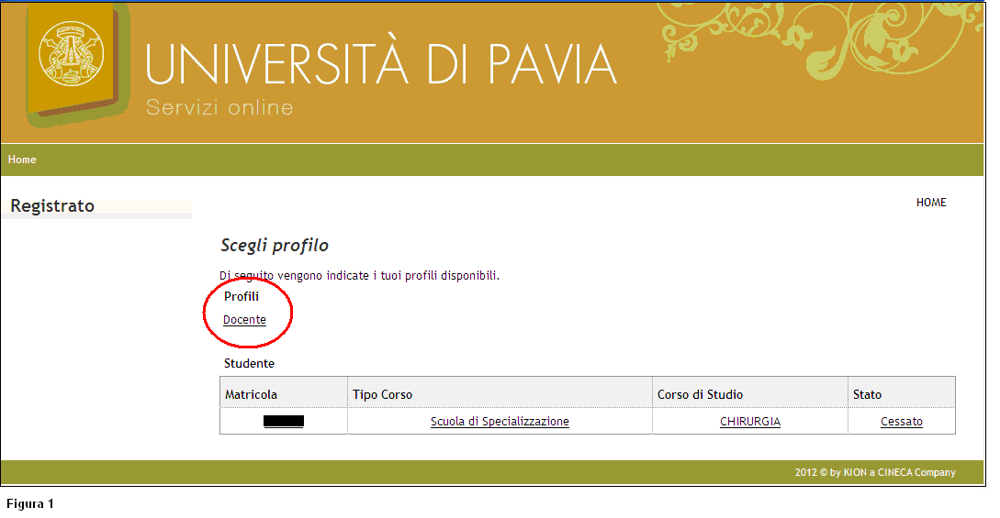 UNIVERSITÀ DI PAVIA
Servizi online
Home
Registrato
HOME
Scegli profilo
Di seguito vengono indicate i tuoi profili disponibili.
Profili
Docente
Studente
Matricola Tipo Corso Corso di Studio Stato
Scuola di Specializzazione CHIRURGIA Cessato
2012 © by KION a CINECA Company
Figura 1